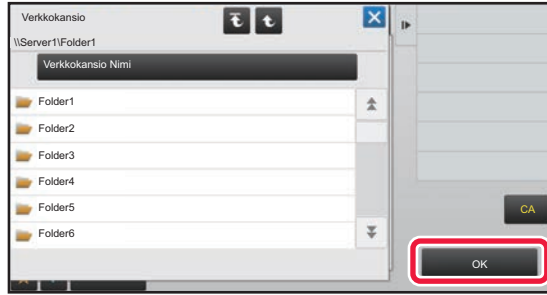 Verkkokansio
\\Server1\Folder1
Verkkokansio Nimi
Folder1
Folder2
Folder3
Folder4
Folder5
Folder6
CA
OK